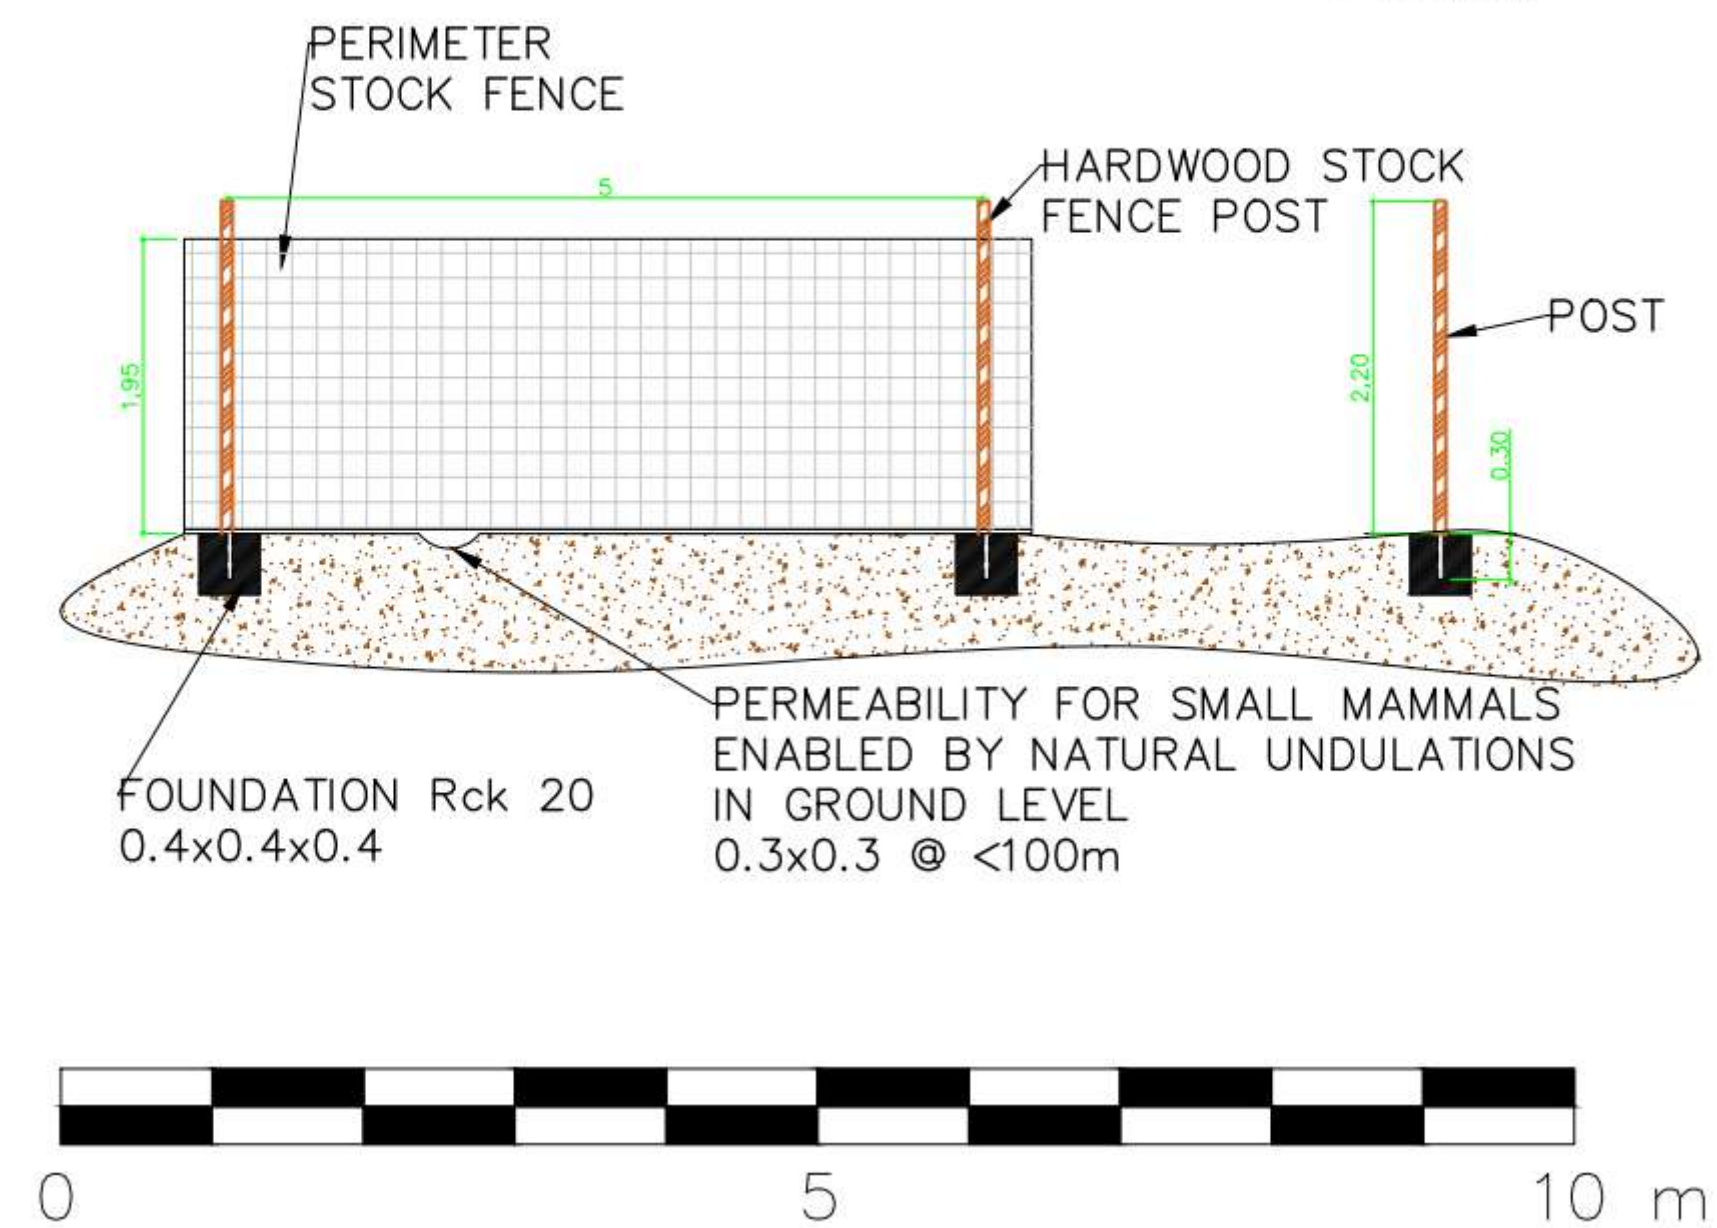 PERIMETER
STOCK FENCE
HARDWOOD STOCK
FENCE POST
5
POST
1,95
2,20
0.30
PERMEABILITY FOR SMALL MAMMALS
ENABLED BY NATURAL UNDULATIONS
IN GROUND LEVEL
0.3x0.3 @ <100m
FOUNDATION Rck 20
0.4x0.4x0.4
0 5 10 m